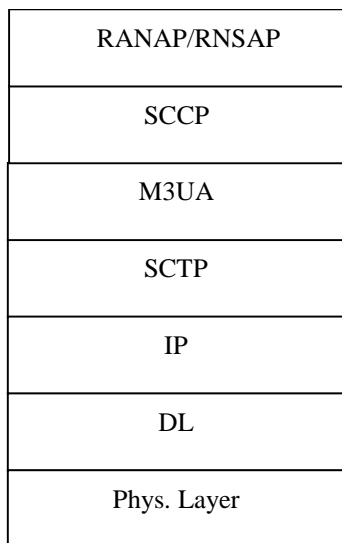 RANAP/RNSAP
SCCP
M3UA
SCTP
IP
DL
Phys. Layer